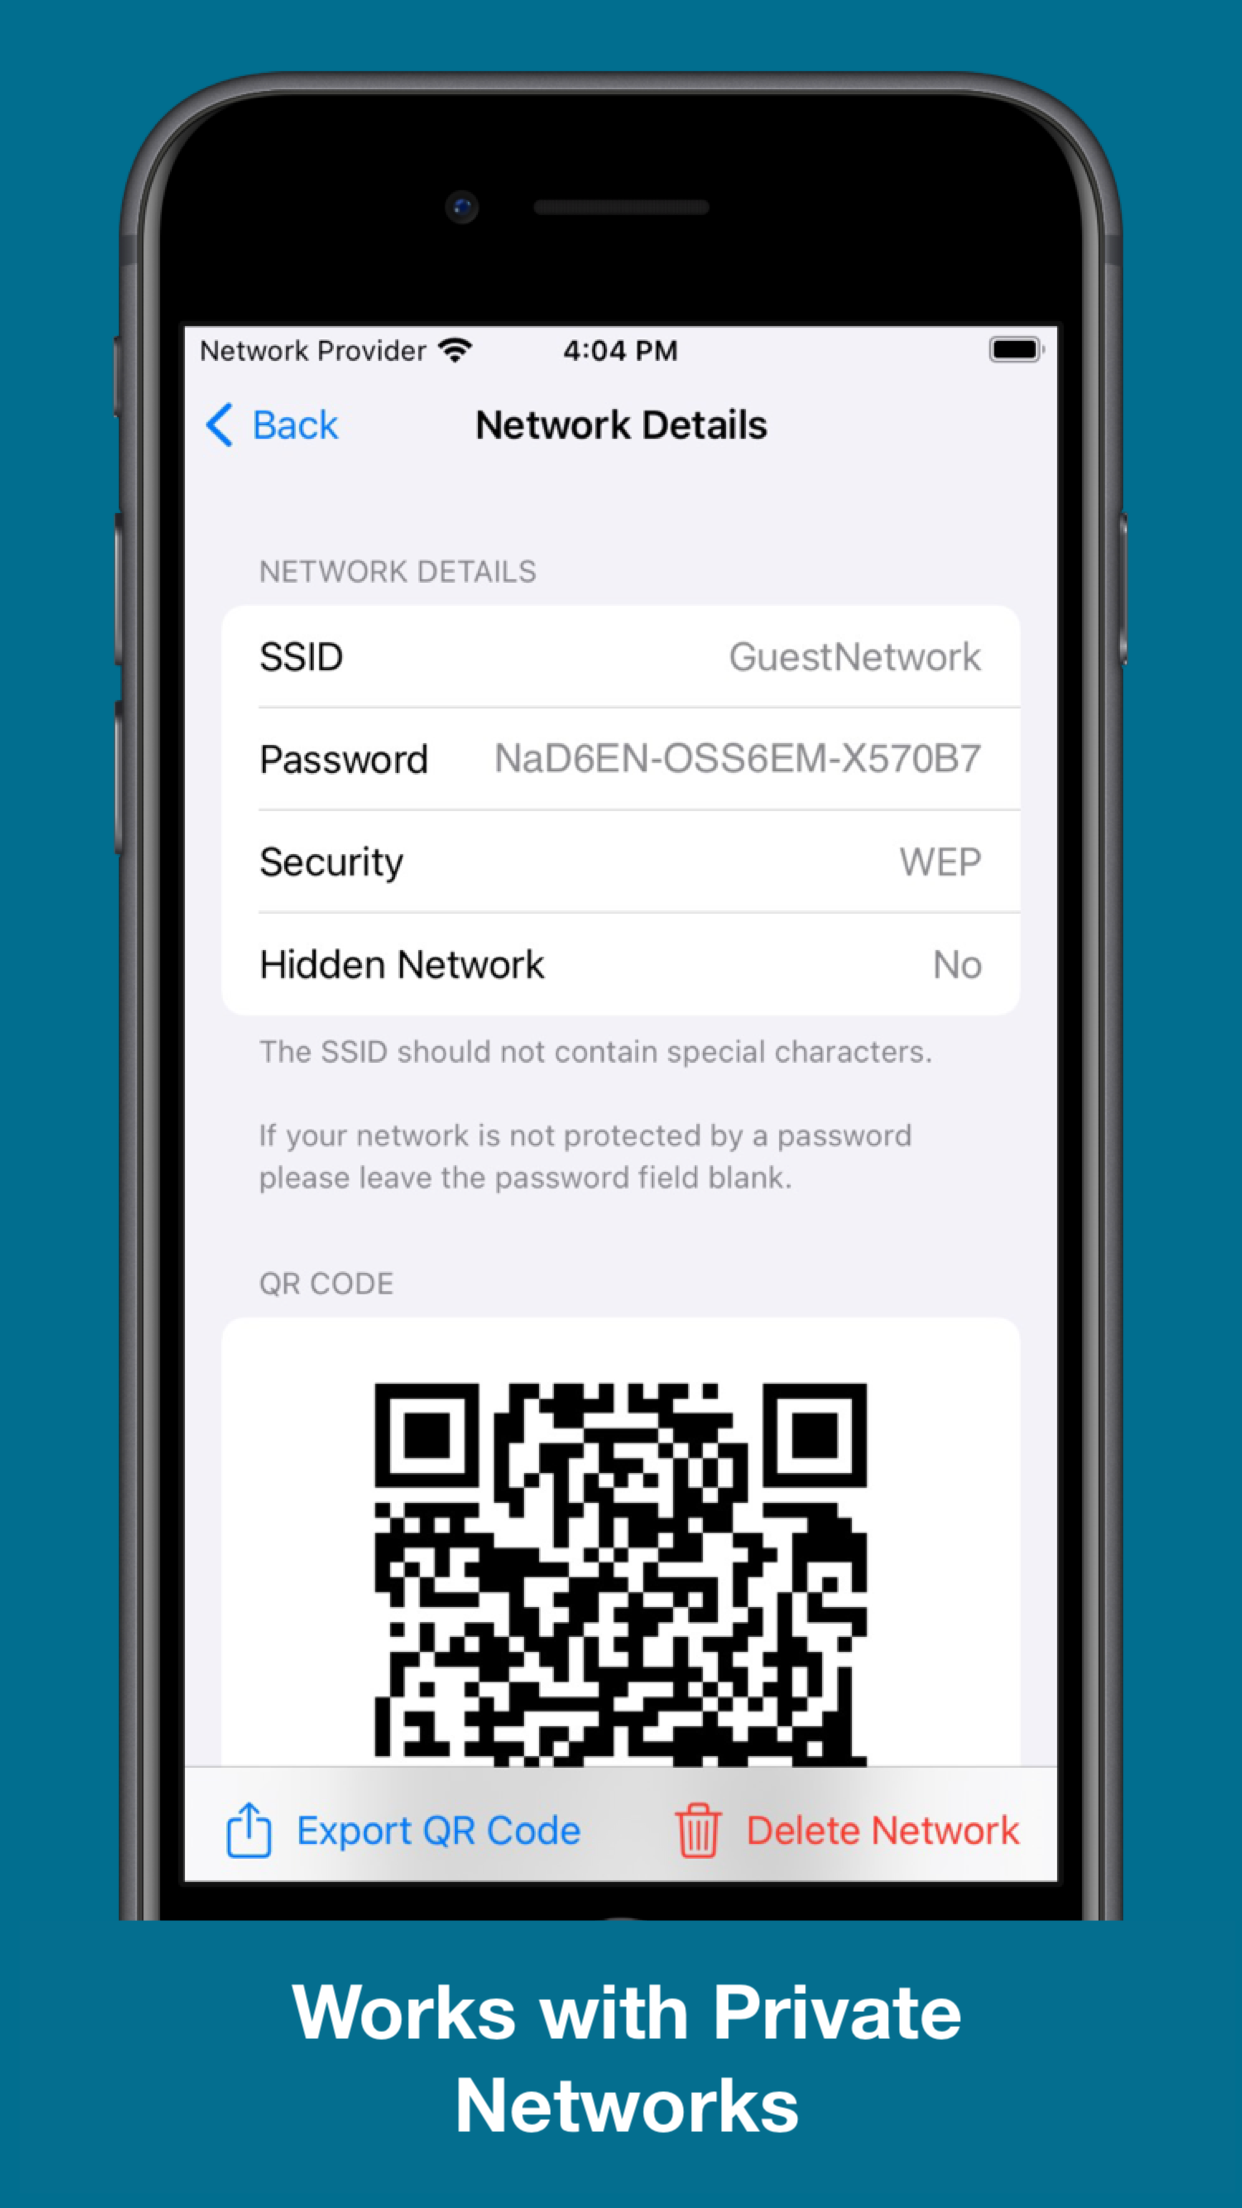 Network Provider 4:04 PM
Back Network Details
NETWORK DETAILS
SSID GuestNetwork
Password NaD6EN-OSS6EM-X570B7
Security WEP
Hidden Network No
The SSID should not contain special characters.
If your network is not protected by a password
please leave the password field blank.
QR CODE
Export QR Code Delete Network
Works with Private
Networks